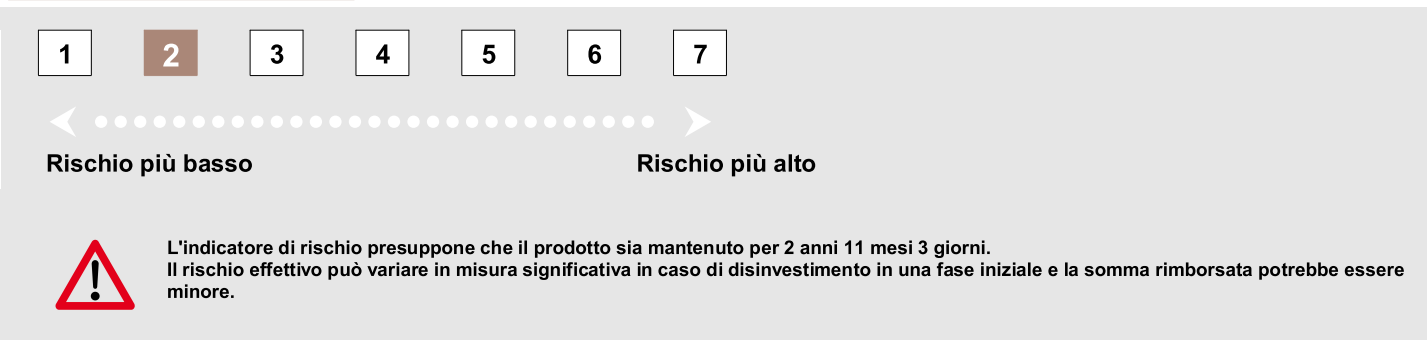 1 2 3 4 5 6 7
Rischio più basso Rischio più alto
L'indicatore di rischio presuppone che il prodotto sia mantenuto per 2 anni 11 mesi 3 giorni.
Il rischio effettivo può variare in misura significativa in caso di disinvestimento in una fase iniziale e la somma rimborsata potrebbe essere
minore.